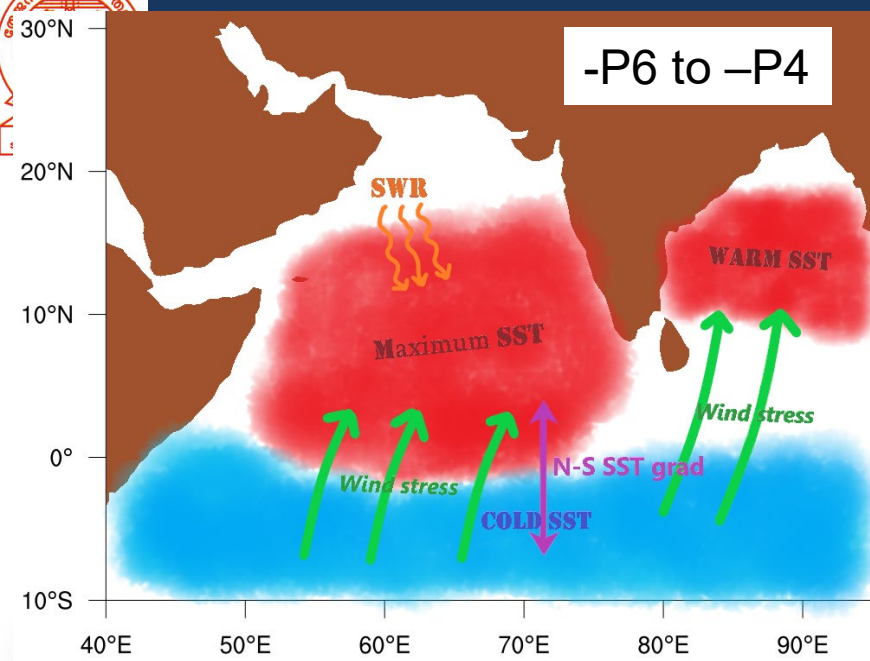 -P6 to –P4
30°N
20°N
SWR
WARM SST
10°N
Maximum SST
Wind stress
0°
N-S SST grad
Wind stress
COLD SST
10°S
40°E 50°E 60°E 70°E 80°E 90°E